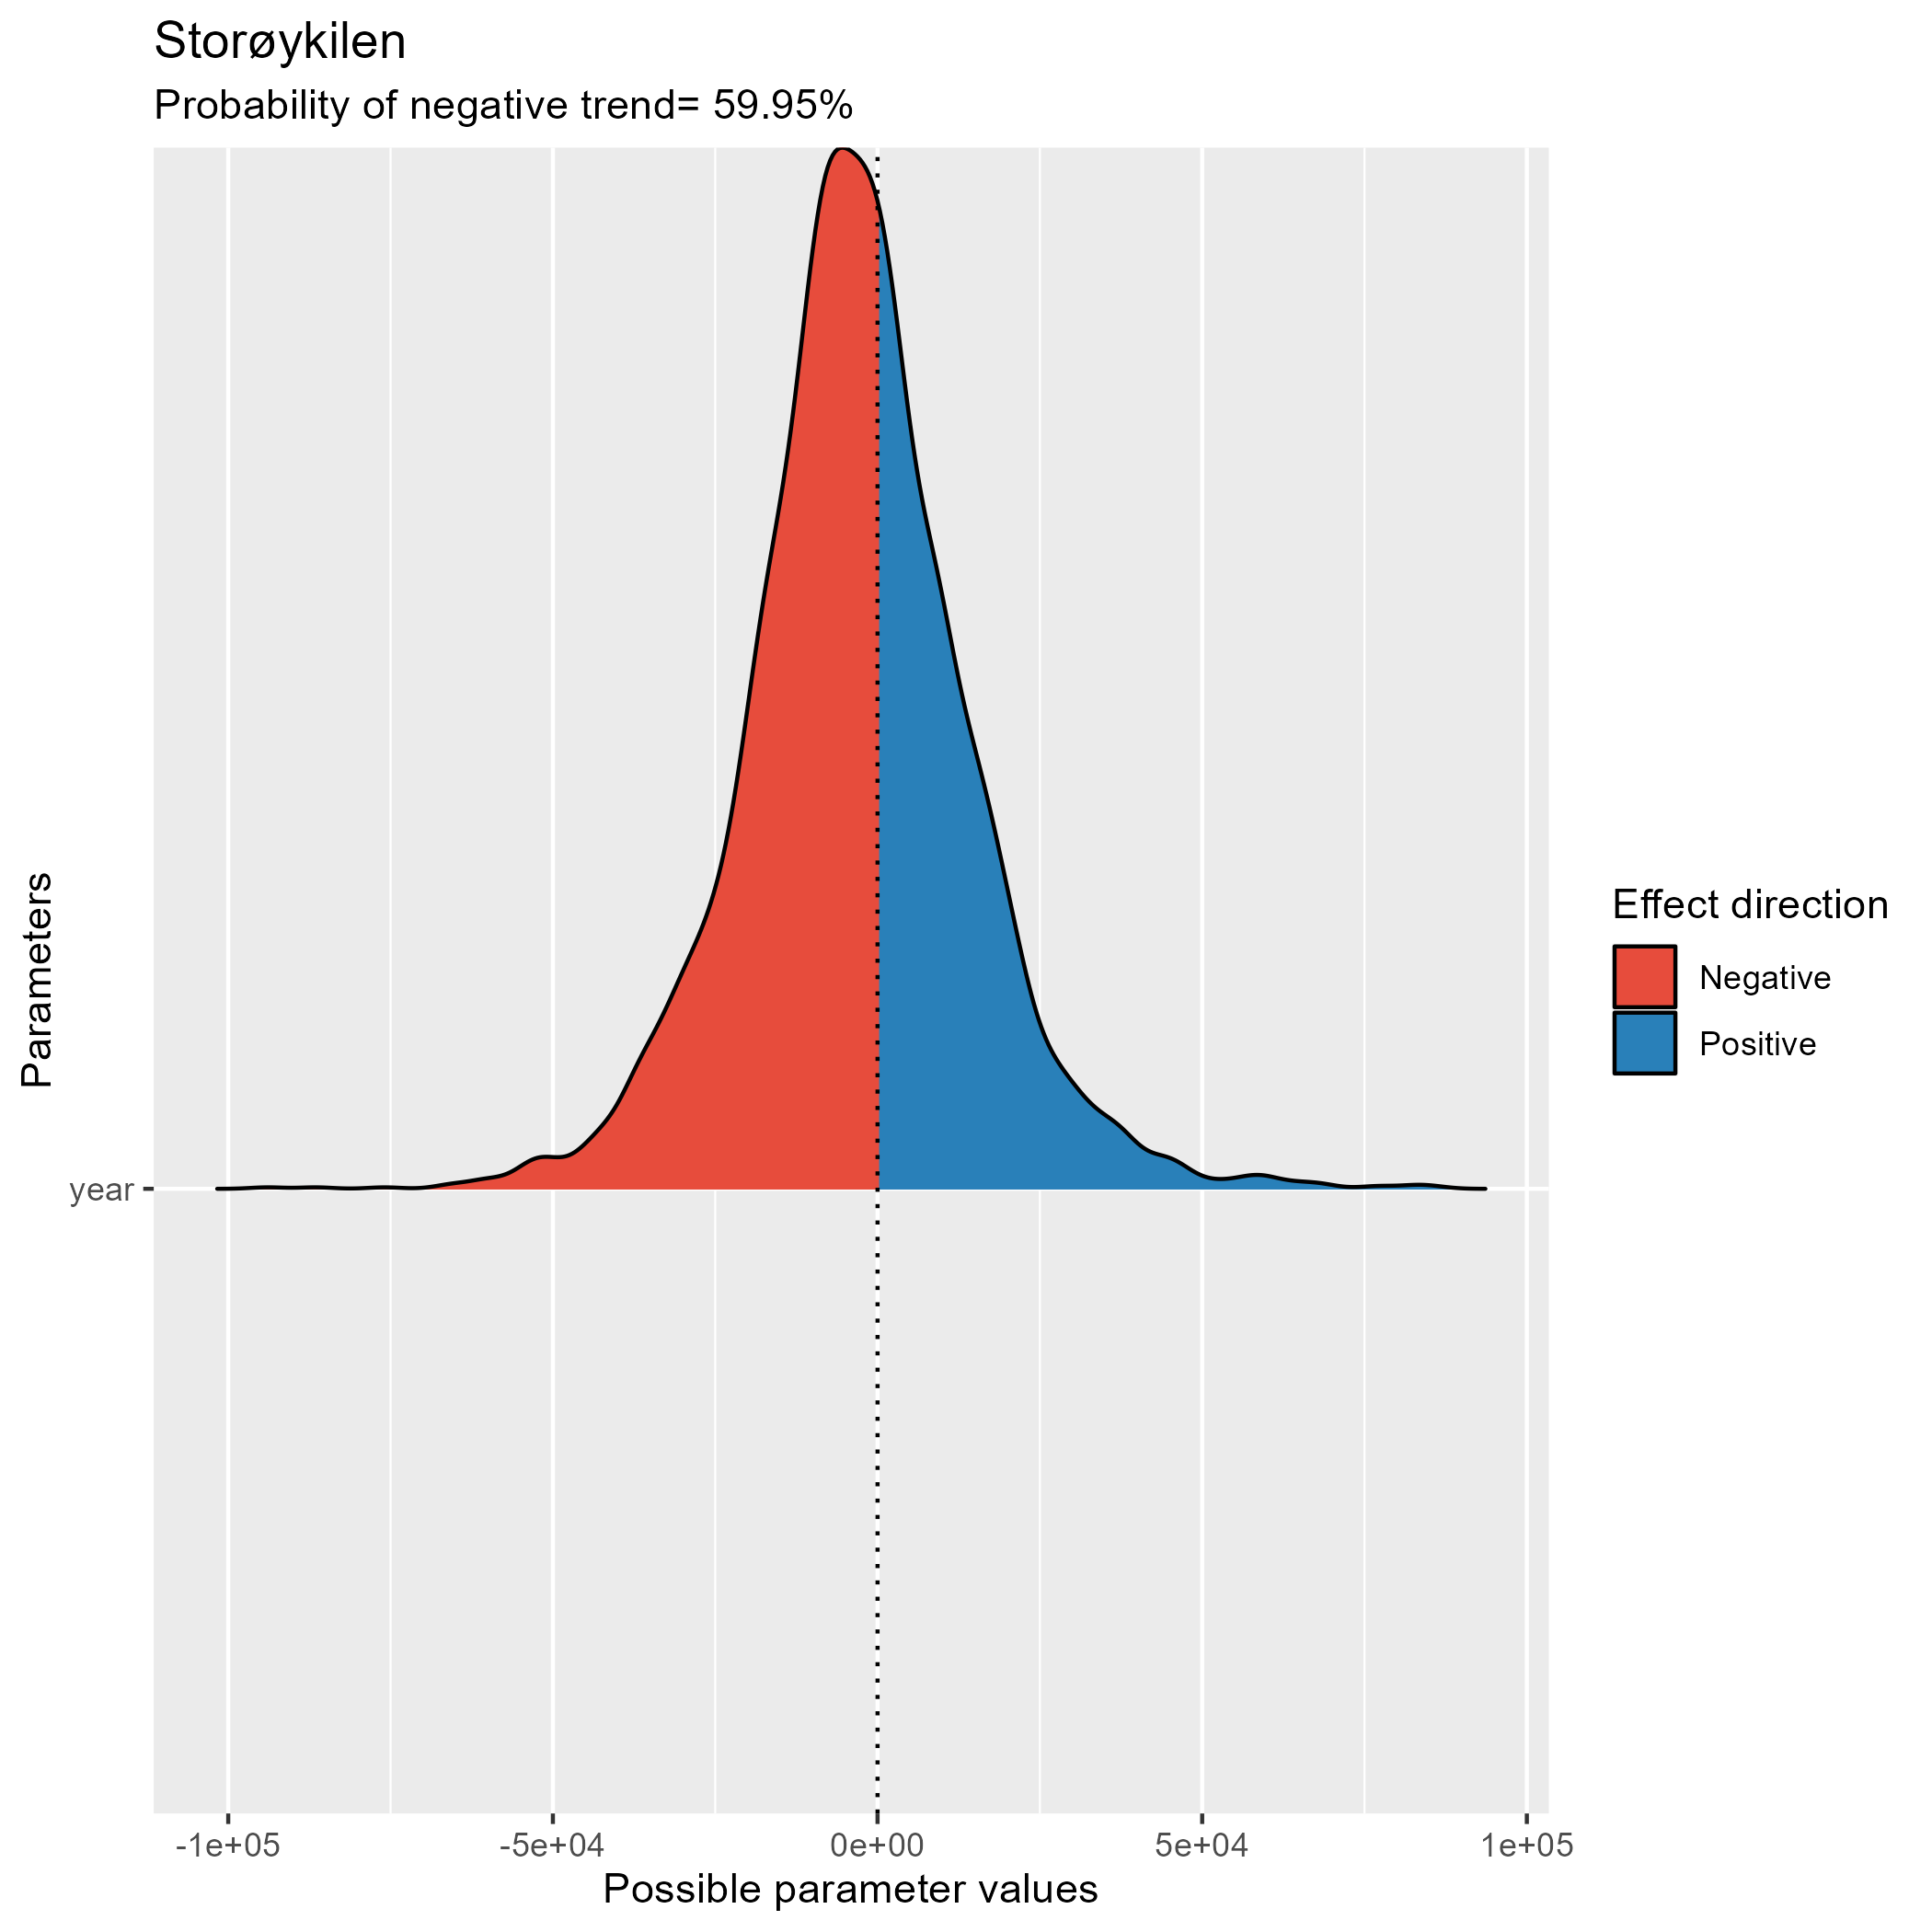 Storøykilen
Probability of negative trend= 59.95%
Parameters
year
Effect direction
Negative
Positive
-1e+05 -5e+04 0e+00 5e+04 1e+05
Possible parameter values